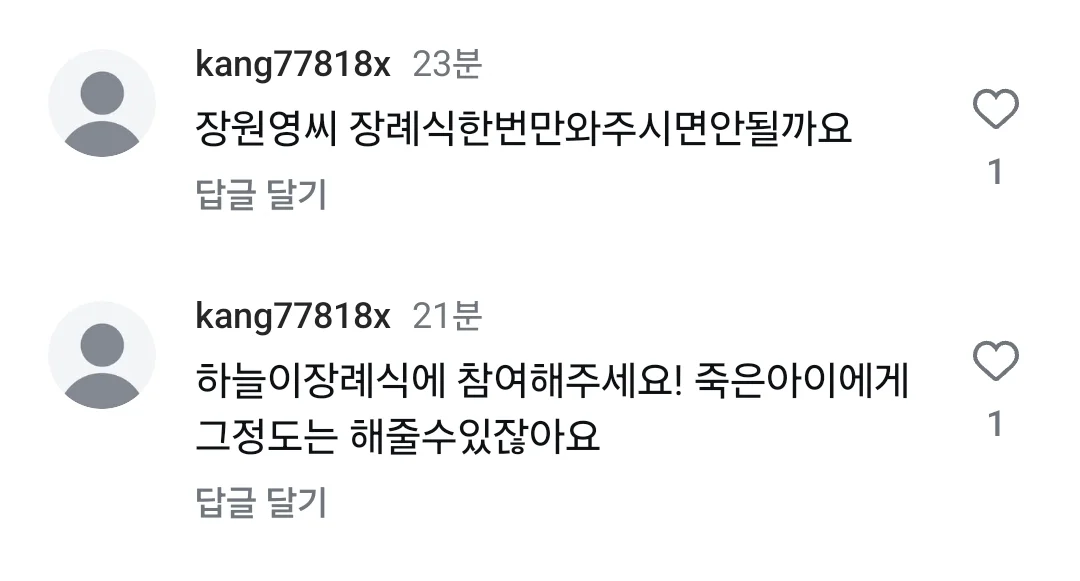 kang77818x 23분
장원영씨 장례식한번만와주시면안될까요
1
답글 달기
kang77818x 21분
하늘이장례식에 참여해주세요! 죽은아이에게
그정도는 해줄수있잖아요
1
답글 달기